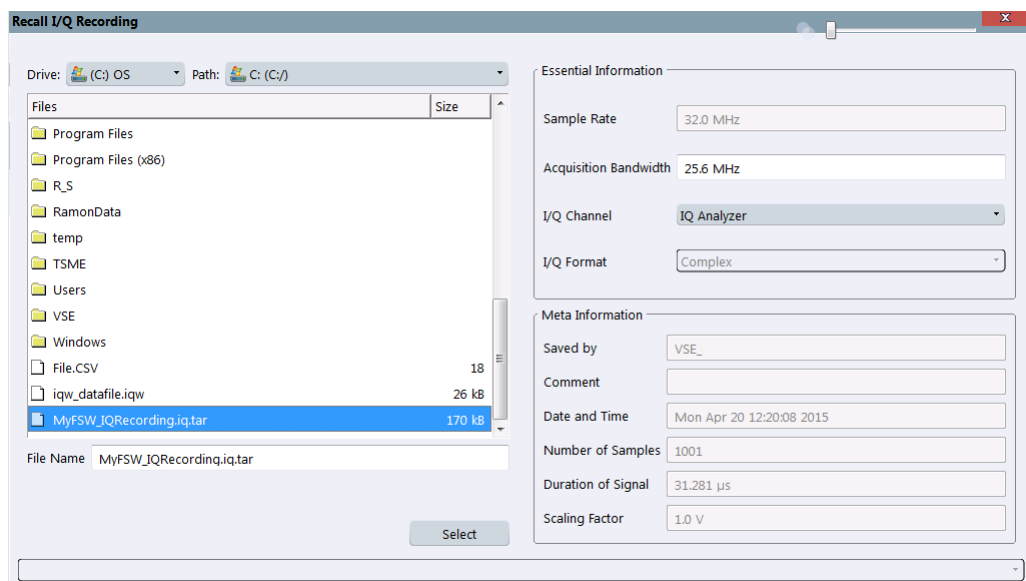 Recall I/Q Recording
x
Drive: (C:) OS Path: C: (C:/)
Files Size
Program Files
Program Files (x86)
R_S
RamonData
temp
TSME
Users
VSE
Windows
File.CSV 18
iqw_datafile.iqw 26 kB
MyFSW_IQRecording.iq.tar 170 kB
File Name MyFSW_IQRecording.iq.tar
Select
Essential Information
Sample Rate 32.0 MHz
Acquisition Bandwidth 25.6 MHz
I/Q Channel IQ Analyzer
I/Q Format Complex
Meta Information
Saved by VSE_
Comment
Date and Time Mon Apr 20 12:20:08 2015
Number of Samples 1001
Duration of Signal 31.281 µs
Scaling Factor 1.0 V